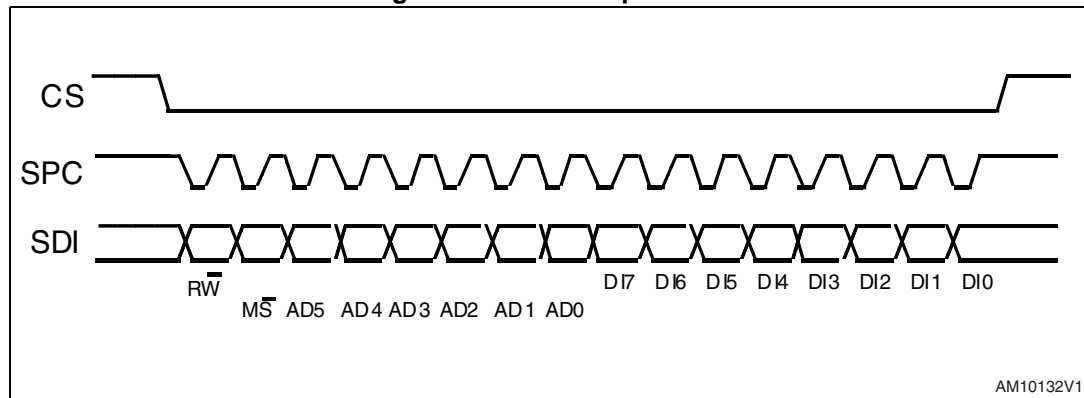 CS
SPC
SDI
RW̅
DI7 DI6 DI5 DI4 DI3 DI2 DI1 DI0
MS̅ AD5 AD4 AD3 AD2 AD1 AD0
AM10132V1